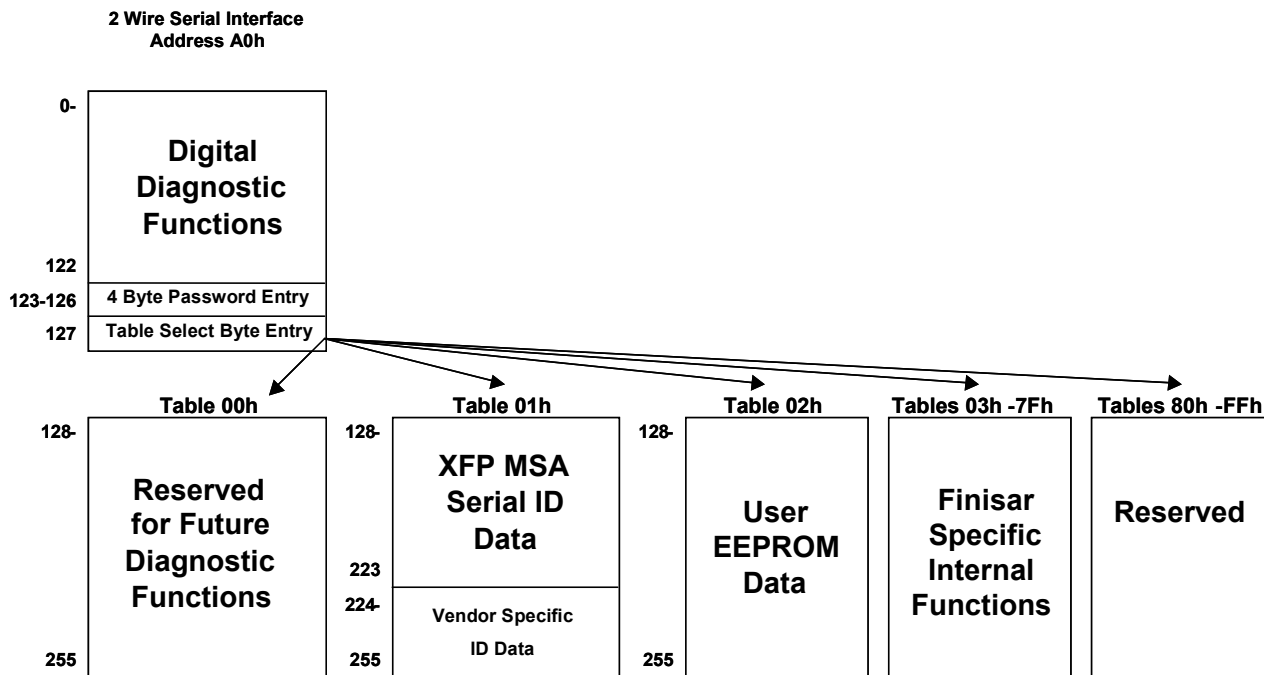 2 Wire Serial Interface
Address A0h
0-
Digital
Diagnostic
Functions
122
123-126
4 Byte Password Entry
127
Table Select Byte Entry
Table 00h
128-
Reserved
for Future
Diagnostic
Functions
255
Table 01h
128-
XFP MSA
Serial ID
Data
223
224-
Vendor Specific
ID Data
255
Table 02h
128-
User
EEPROM
Data
255
Tables 03h -7Fh
Finisar
Specific
Internal
Functions
Tables 80h -FFh
Reserved